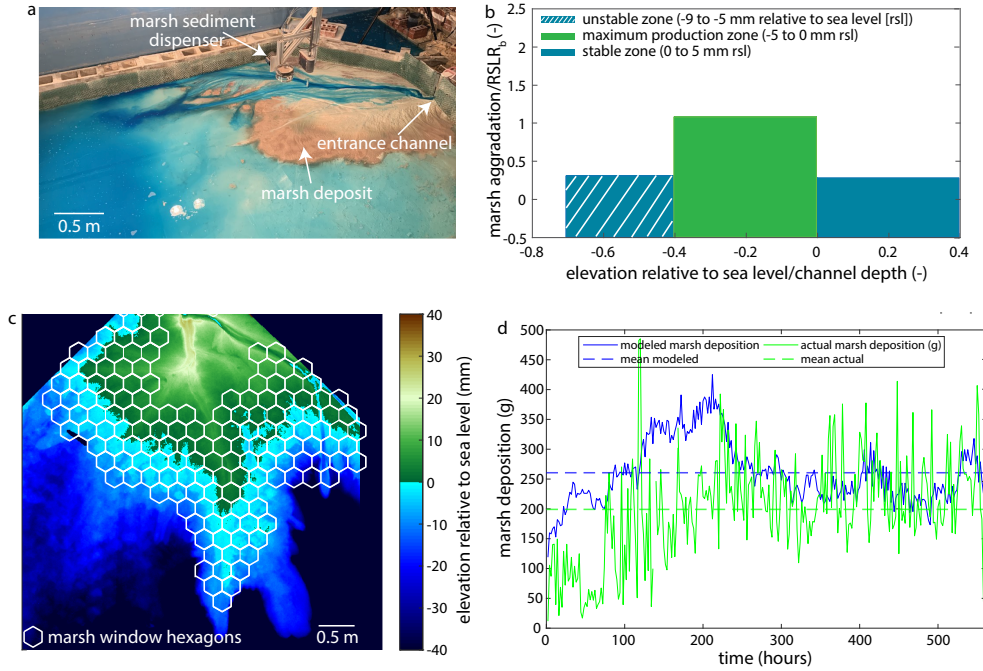 a
marsh sediment
dispenser
entrance channel
marsh deposit
0.5 m
b
marsh aggradation/RSLR_b (-)
2.5
2
1.5
1
0.5
0
-0.5
unstable zone (-9 to -5 mm relative to sea level [rsl])
maximum production zone (-5 to 0 mm rsl)
stable zone (0 to 5 mm rsl)
-0.8
-0.6
-0.4
-0.2
0
0.2
0.4
elevation relative to sea level/channel depth (-)
c
marsh window hexagons
0.5 m
40
30
20
10
0
-10
-20
-30
-40
elevation relative to sea level (mm)
d
marsh deposition (g)
500
450
400
350
300
250
200
150
100
50
0
modeled marsh deposition
mean modeled
actual marsh deposition (g)
mean actual
0
100
200
300
400
500
time (hours)